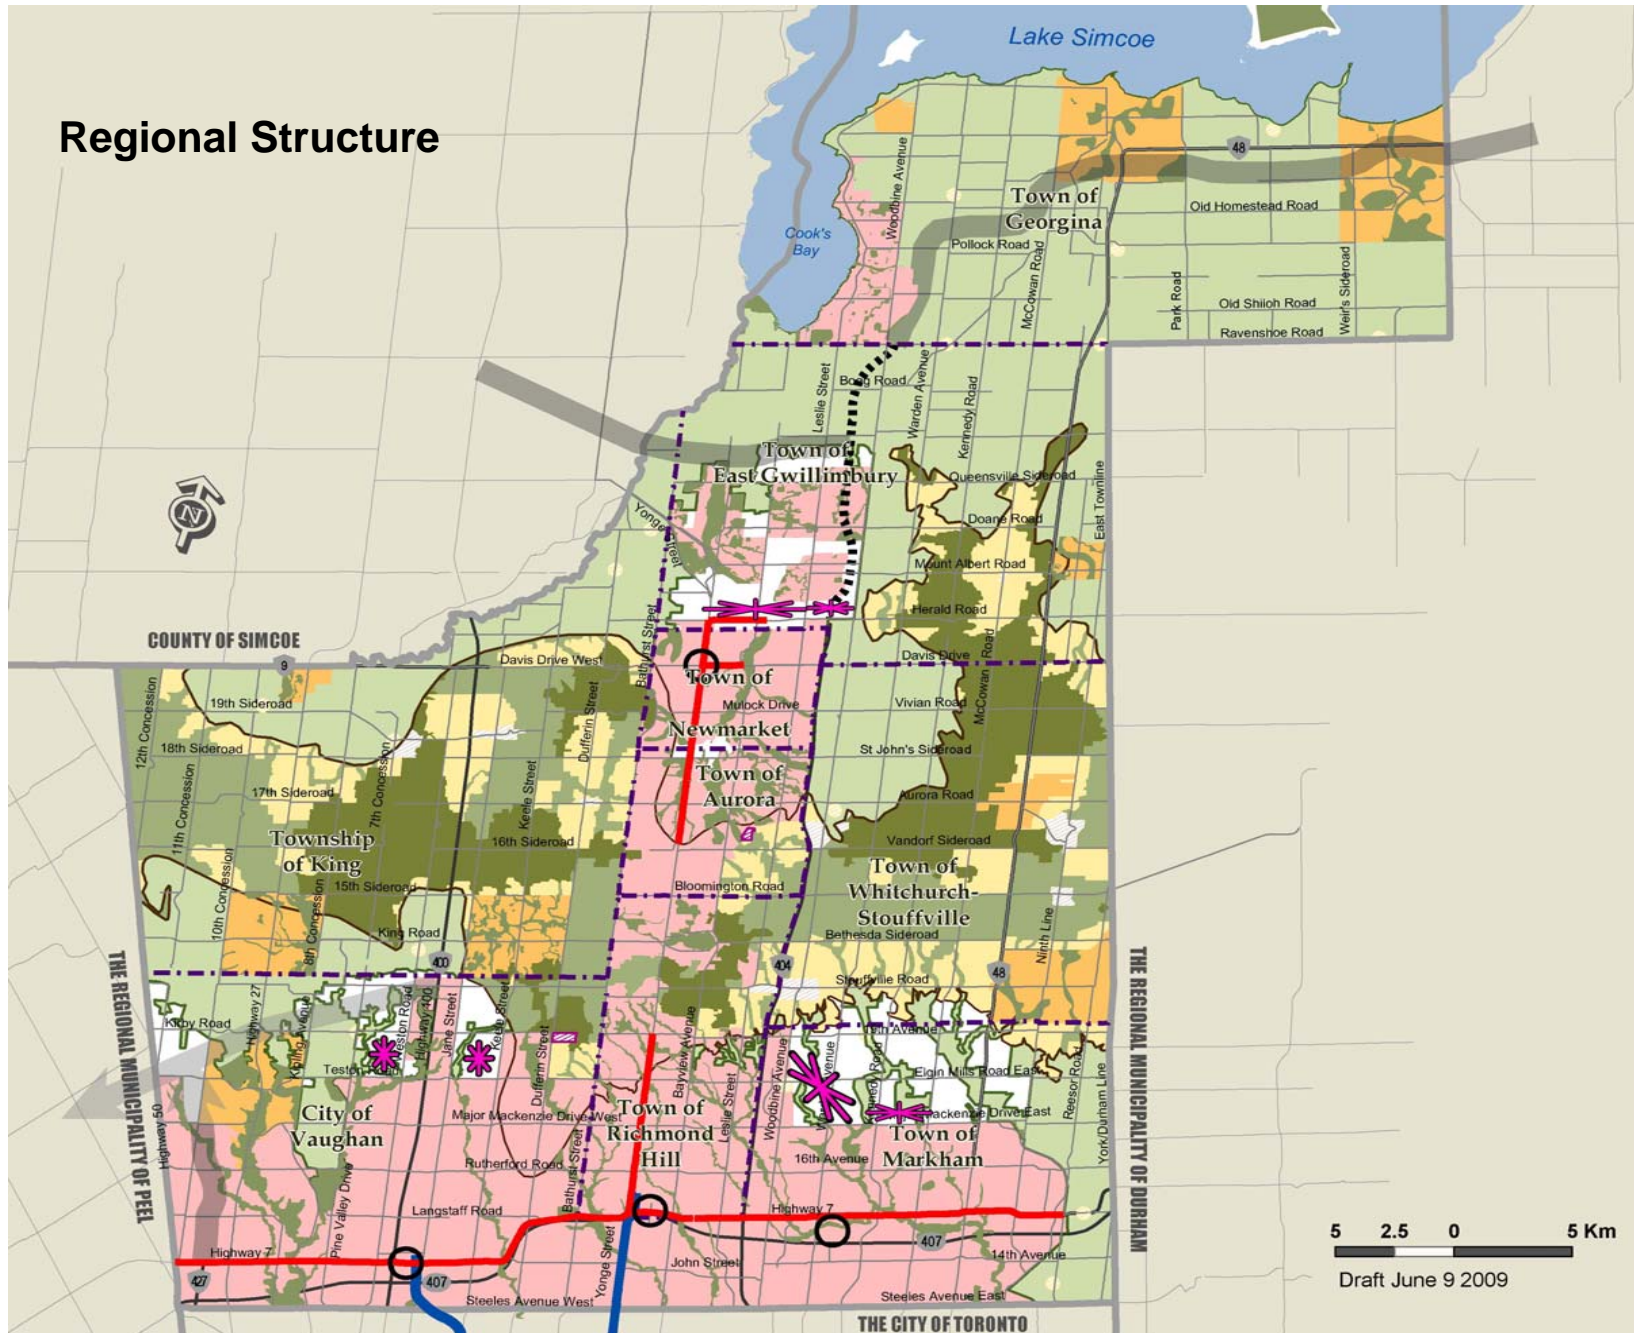 Regional Structure
Lake Simcoe
Cook's
Bay
Woodbine Avenue
48
Town of
Georgina
Old Homestead Road
Pollock Road
McCowan Road
Park Road
Weir's Sideroad
Old Shiloh Road
Ravenshoe Road
Leslie Street
Warden Avenue
Kennedy Road
Town of
East Gwillimbury
Queensville Sideroad
Doane Road
East Townline
Yonge Street
Mount Albert Road
Herald Road
N
COUNTY OF SIMCOE
9
Davis Drive West
Bathurst Street
Davis Drive
Town of
Newmarket
Mulock Drive
Vivian Road
McCowan Road
12th Concession
19th Sideroad
18th Sideroad
Dufferin Street
St John's Sideroad
Town of
Aurora
11th Concession
17th Sideroad
7th Concession
Keele Street
Aurora Road
Township
of King
16th Sideroad
Vandorf Sideroad
Town of
Whitchurch-
Stouffville
15th Sideroad
Bloomington Road
10th Concession
8th Concession
King Road
Bethesda Sideroad
Ninth Line
400
404
48
Stouffville Road
THE REGIONAL MUNICIPALITY OF PEEL
THE REGIONAL MUNICIPALITY OF DURHAM
Kirby Road
Highway 27
Kipling Avenue
Weston Road
Highway 400
Jane Street
Keele Street
Dufferin Street
Bayview Avenue
19th Avenue
Teston Road
Elgin Mills Road East
Leslie Street
Woodbine Avenue
Reesor Road
York/Durham Line
City of
Vaughan
Major Mackenzie Drive West
Town of
Richmond
Hill
Mackenzie Drive East
Town of
Markham
Highway 50
Pine Valley Drive
Rutherford Road
Bathurst Street
16th Avenue
Langstaff Road
Highway 7
Highway 7
407
Yonge Street
John Street
14th Avenue
427
407
Steeles Avenue West
Steeles Avenue East
THE CITY OF TORONTO
5 2.5 0 5 Km
Draft June 9 2009